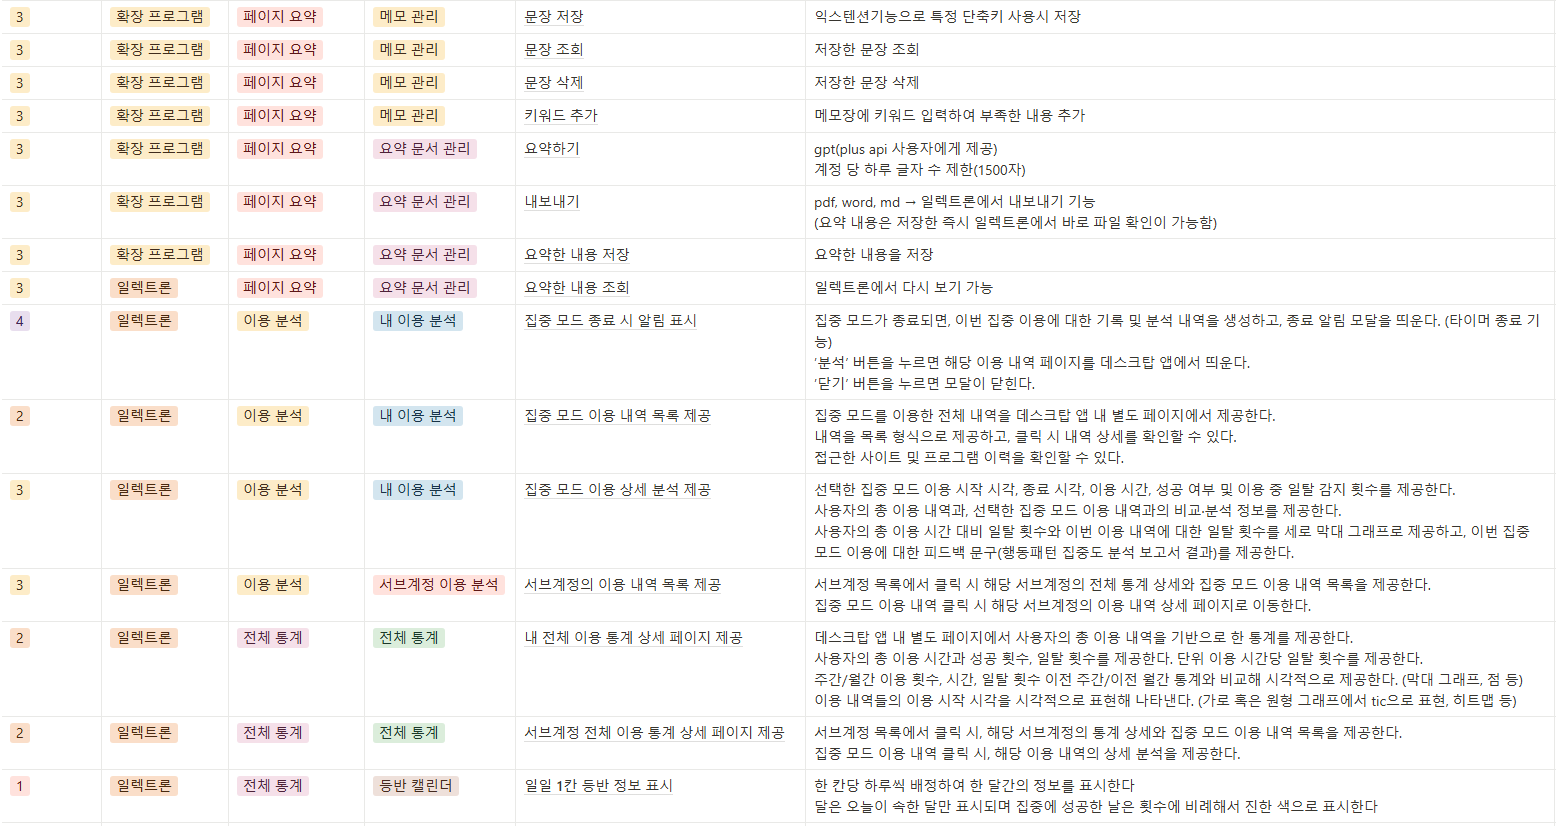 3 확장 프로그램 페이지 요약 메모 관리 문장 저장 익스텐션기능으로 특정 단축키 사용시 저장
3 확장 프로그램 페이지 요약 메모 관리 문장 조회 저장한 문장 조회
3 확장 프로그램 페이지 요약 메모 관리 문장 삭제 저장한 문장 삭제
3 확장 프로그램 페이지 요약 메모 관리 키워드 추가 메모장에 키워드 입력하여 부족한 내용 추가
3 확장 프로그램 페이지 요약 요약 문서 관리 요약하기 gpt(plus api 사용자에게 제공)
계정 당 하루 글자 수 제한(1500자)
3 확장 프로그램 페이지 요약 요약 문서 관리 내보내기 pdf, word, md → 일렉트론에서 내보내기 기능
(요약 내용은 저장한 즉시 일렉트론에서 바로 파일 확인이 가능함)
3 확장 프로그램 페이지 요약 요약 문서 관리 요약한 내용 저장 요약한 내용을 저장
3 일렉트론 페이지 요약 요약 문서 관리 요약한 내용 조회 일렉트론에서 다시 보기 가능
4 일렉트론 이용 분석 내 이용 분석 집중 모드 종료 시 알림 표시 집중 모드가 종료되면, 이번 집중 이용에 대한 기록 및 분석 내역을 생성하고, 종료 알림 모달을 띄운다. (타이머 종료 기
능)
‘분석’ 버튼을 누르면 해당 이용 내역 페이지를 데스크탑 앱에서 띄운다.
‘닫기’ 버튼을 누르면 모달이 닫힌다.
2 일렉트론 이용 분석 내 이용 분석 집중 모드 이용 내역 목록 제공 집중 모드를 이용한 전체 내역을 데스크탑 앱 내 별도 페이지에서 제공한다.
내역을 목록 형식으로 제공하고, 클릭 시 내역 상세를 확인할 수 있다.
접근한 사이트 및 프로그램 이력을 확인할 수 있다.
3 일렉트론 이용 분석 내 이용 분석 집중 모드 이용 상세 분석 제공 선택한 집중 모드 이용 시작 시각, 종료 시각, 이용 시간, 성공 여부 및 이용 중 일탈 감지 횟수를 제공한다.
사용자의 총 이용 내역과, 선택한 집중 모드 이용 내역과의 비교·분석 정보를 제공한다.
사용자의 총 이용 시간 대비 일탈 횟수와 이번 이용 내역에 대한 일탈 횟수를 세로 막대 그래프로 제공하고, 이번 집중
모드 이용에 대한 피드백 문구(행동패턴 집중도 분석 보고서 결과)를 제공한다.
3 일렉트론 이용 분석 서브계정 이용 분석 서브계정의 이용 내역 목록 제공 서브계정 목록에서 클릭 시 해당 서브계정의 전체 통계 상세와 집중 모드 이용 내역 목록을 제공한다.
집중 모드 이용 내역 클릭 시 해당 서브계정의 이용 내역 상세 페이지로 이동한다.
2 일렉트론 전체 통계 전체 통계 내 전체 이용 통계 상세 페이지 제공 데스크탑 앱 내 별도 페이지에서 사용자의 총 이용 내역을 기반으로 한 통계를 제공한다.
사용자의 총 이용 시간과 성공 횟수, 일탈 횟수를 제공한다. 단위 이용 시간당 일탈 횟수를 제공한다.
주간/월간 이용 횟수, 시간, 일탈 횟수 이전 주간/이전 월간 통계와 비교해 시각적으로 제공한다. (막대 그래프, 점 등)
이용 내역들의 이용 시작 시각을 시각적으로 표현해 나타낸다. (가로 혹은 원형 그래프에서 tic으로 표현, 히트맵 등)
2 일렉트론 전체 통계 전체 통계 서브계정 전체 이용 통계 상세 페이지 제공 서브계정 목록에서 클릭 시, 해당 서브계정의 통계 상세와 집중 모드 이용 내역 목록을 제공한다.
집중 모드 이용 내역 클릭 시, 해당 이용 내역의 상세 분석을 제공한다.
1 일렉트론 전체 통계 등반 캘린더 일일 1칸 등반 정보 표시 한 칸당 하루씩 배정하여 한 달간의 정보를 표시한다
달은 오늘이 속한 달만 표시되며 집중에 성공한 날은 횟수에 비례해서 진한 색으로 표시한다